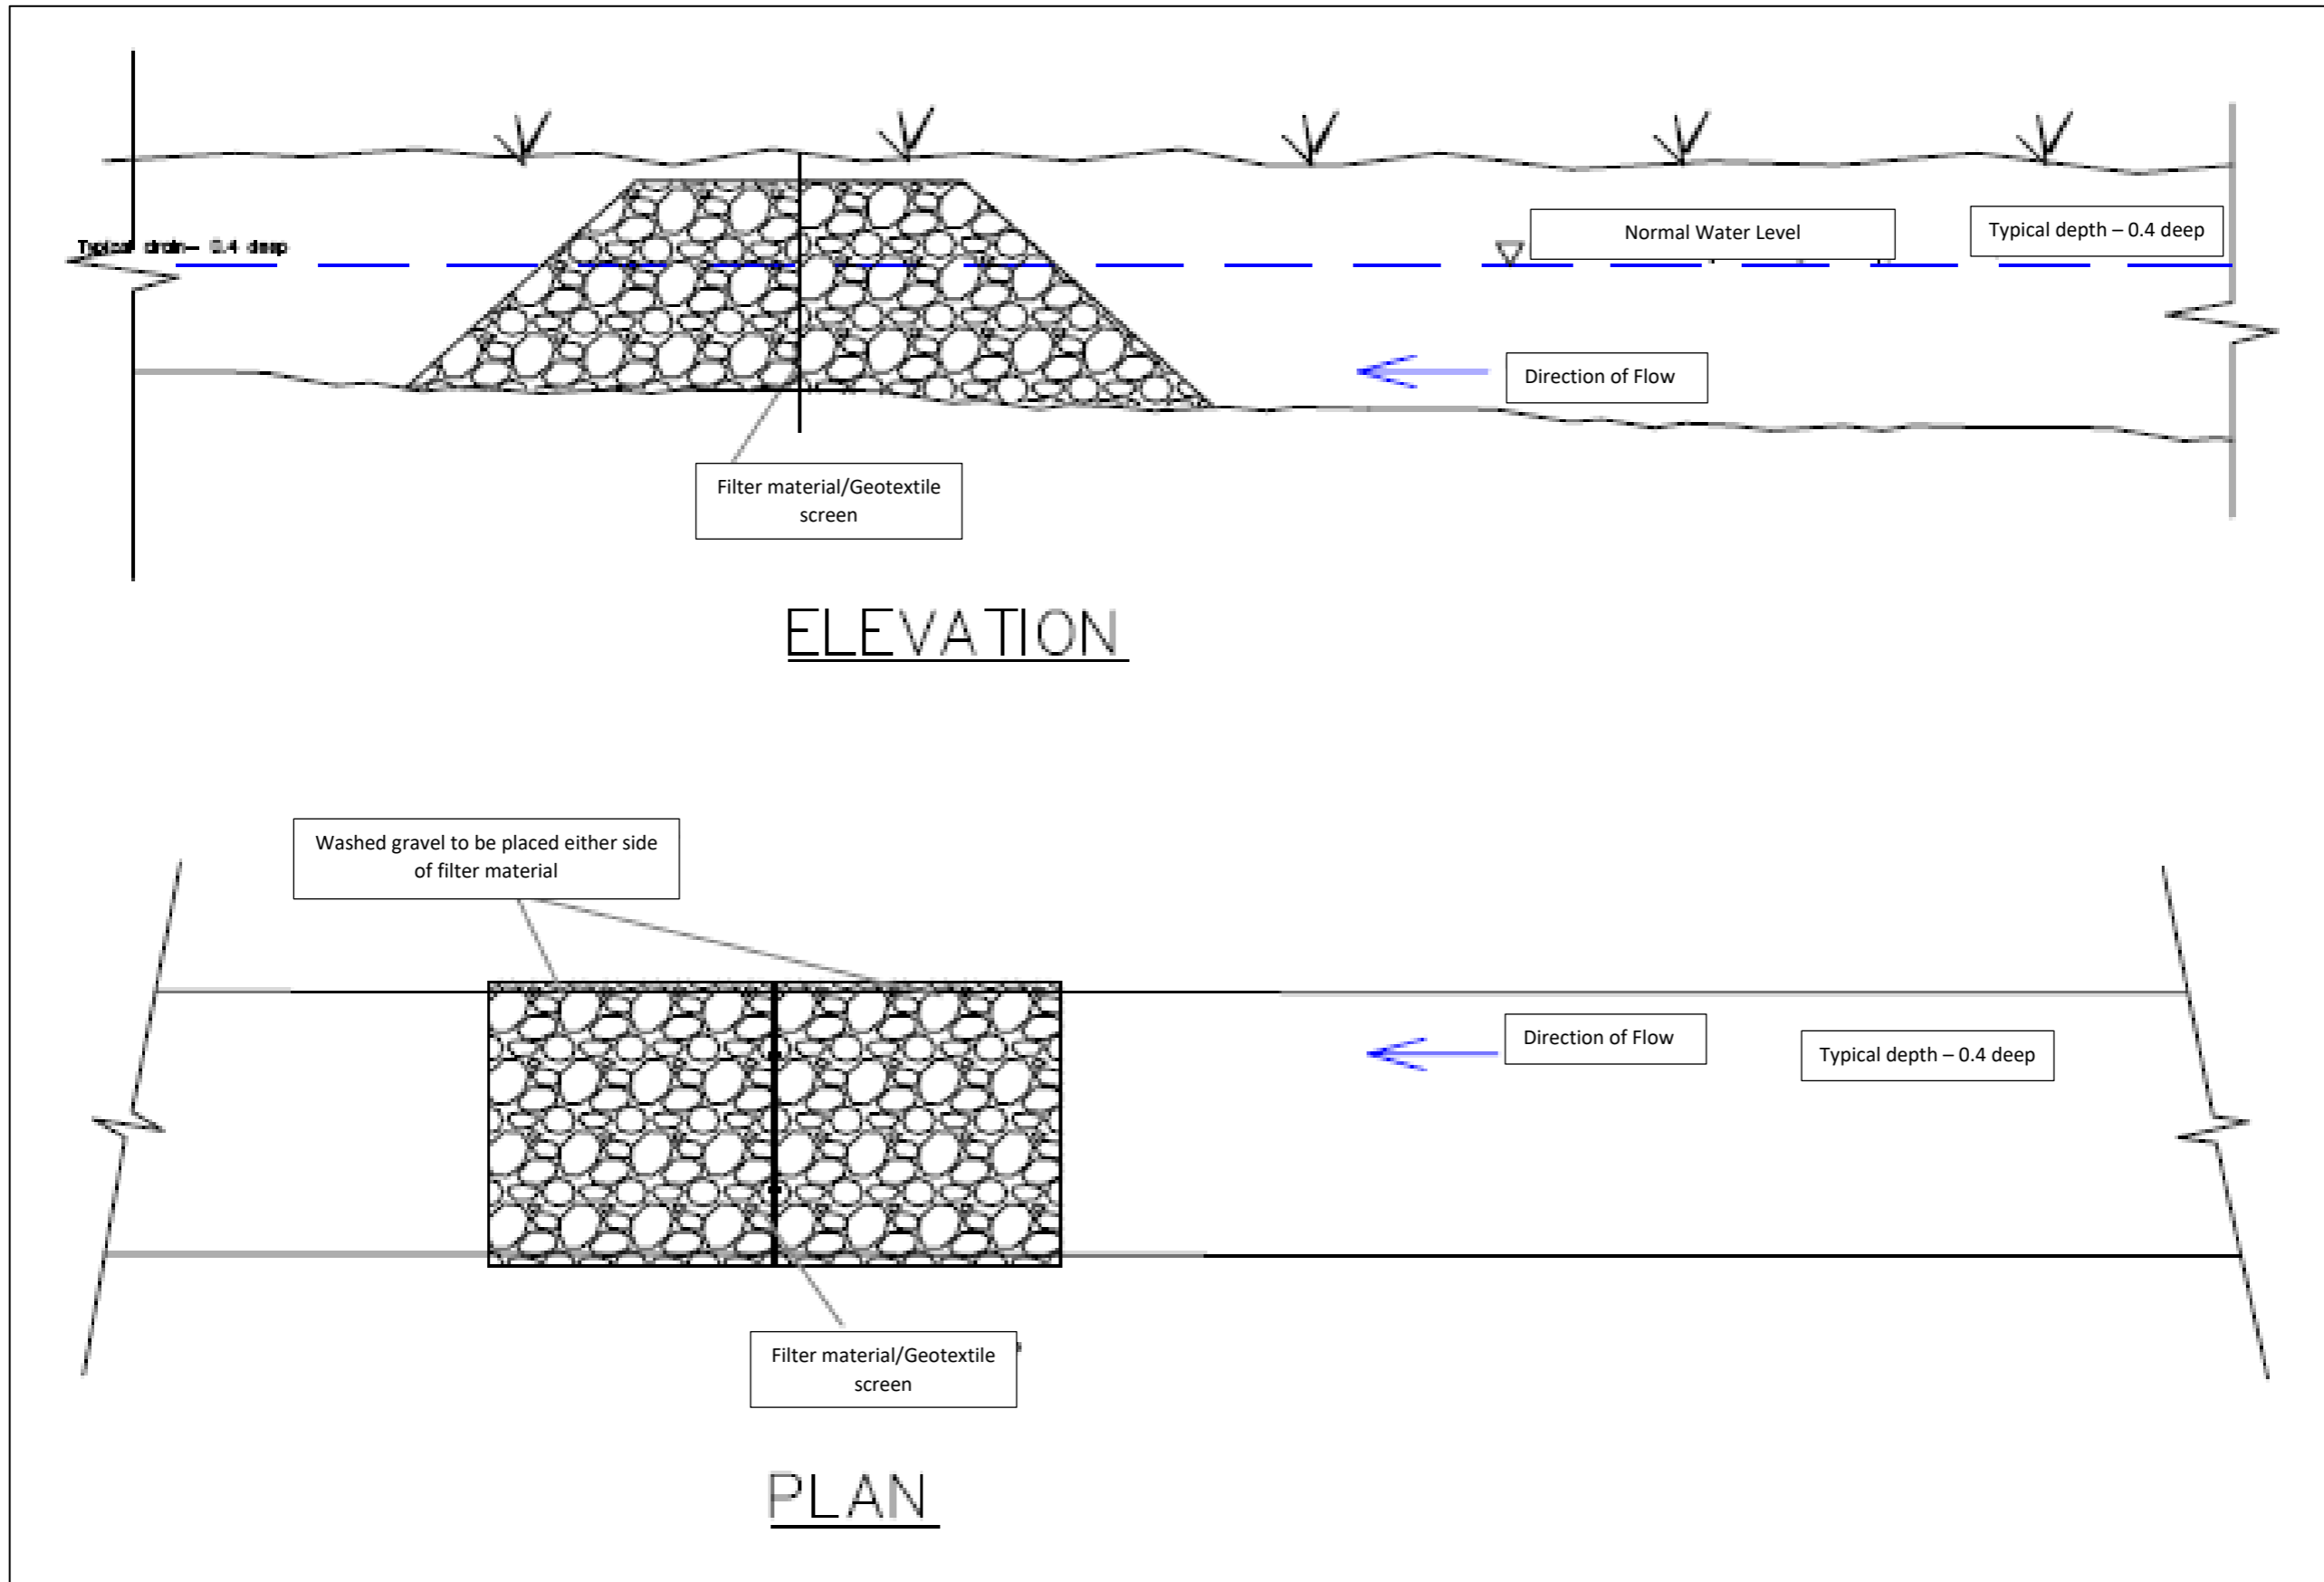 Normal Water Level
Typical depth – 0.4 deep
Typical drain– 0.4 deep
Direction of Flow
Filter material/Geotextile
screen
ELEVATION
Washed gravel to be placed either side
of filter material
Direction of Flow
Typical depth – 0.4 deep
Filter material/Geotextile
screen
PLAN